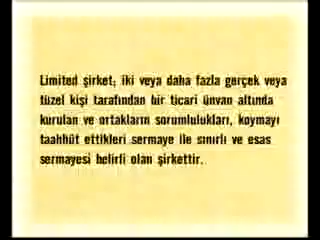 Limited şirket; iki veya daha fazla gerçek veya
tüzel kişi tarafından bir ticari ünvan altında
kurulan ve ortakların sorumlulukları, koymayı
taahhüt ettikleri sermaye ile sınırlı ve esas
sermayesi belirli olan şirkettir.